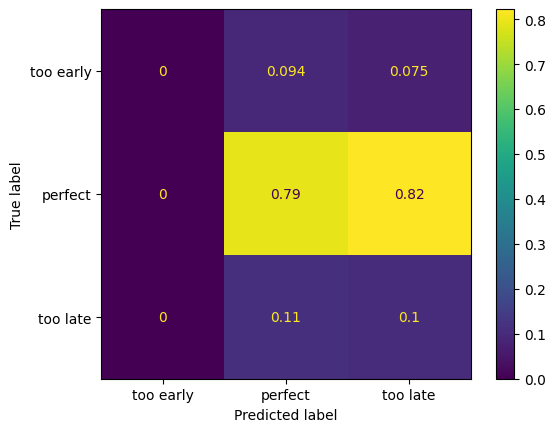 too early 0 0.094 0.075
perfect 0 0.79 0.82
too late 0 0.11 0.1
too early perfect too late
Predicted label
True label
0.8
0.7
0.6
0.5
0.4
0.3
0.2
0.1
0.0